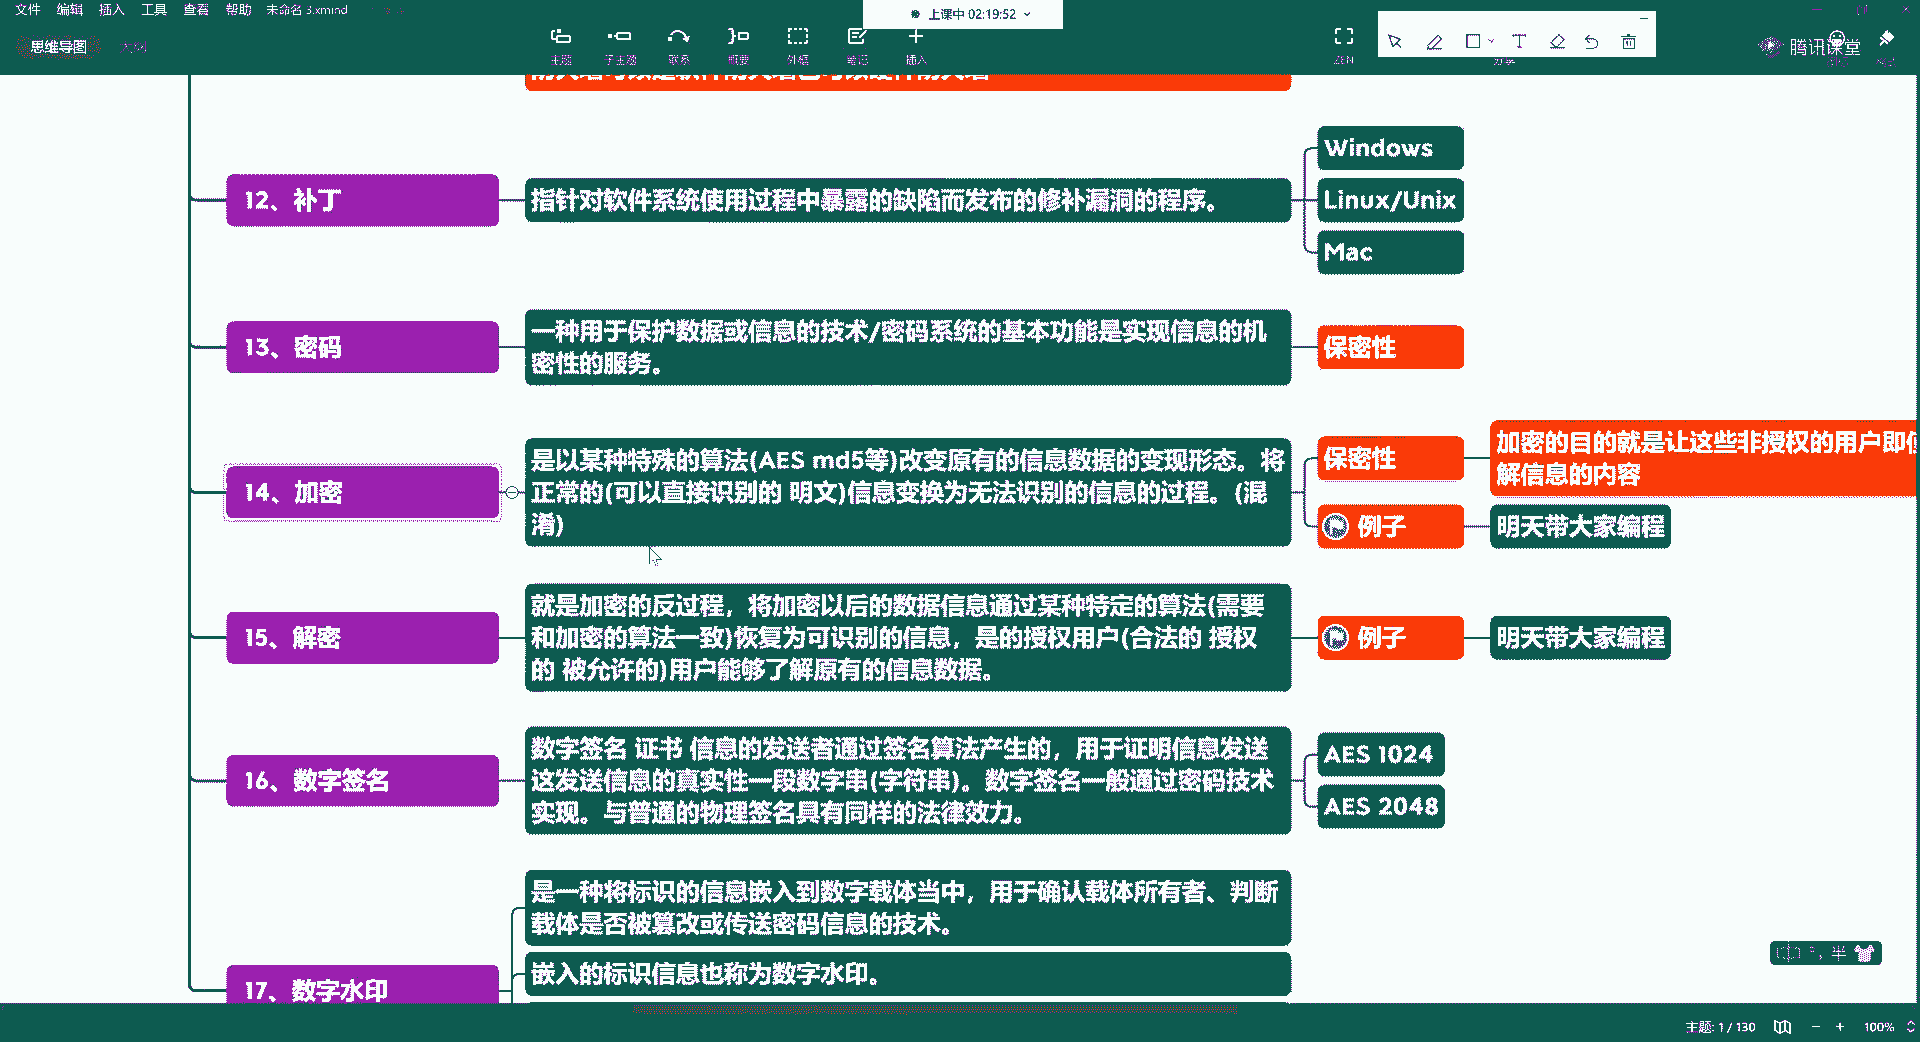 文件 编辑 插入 工具 查看 帮助 未命名 3.xmind
上课中 02:19:52
思维导图
主题 子主题 联系 概要 外框 笔记 插入
腾讯课堂
12、补丁
指针对软件系统使用过程中暴露的缺陷而发布的修补漏洞的程序。
Windows
Linux/Unix
Mac
13、密码
一种用于保护数据或信息的技术/密码系统的基本功能是实现信息的机
密性的服务。
保密性
14、加密
是以某种特殊的算法(AES md5等)改变原有的信息数据的变现形态。将
正常的(可以直接识别的 明文)信息变换为无法识别的信息的过程。(混
淆)
保密性
加密的目的就是让这些非授权的用户即
解信息的内容
例子
明天带大家编程
15、解密
就是加密的反过程，将加密以后的数据信息通过某种特定的算法(需要
和加密的算法一致)恢复为可识别的信息，是的授权用户(合法的 授权
的 被允许的)用户能够了解原有的信息数据。
例子
明天带大家编程
16、数字签名
数字签名 证书 信息的发送者通过签名算法产生的，用于证明信息发送
这发送信息的真实性一段数字串(字符串)。数字签名一般通过密码技术
实现。与普通的物理签名具有同样的法律效力。
AES 1024
AES 2048
17、数字水印
是一种将标识的信息嵌入到数字载体当中，用于确认载体所有者、判断
载体是否被篡改或传送密码信息的技术。
嵌入的标识信息也称为数字水印。
半
主题: 1 / 130
100%